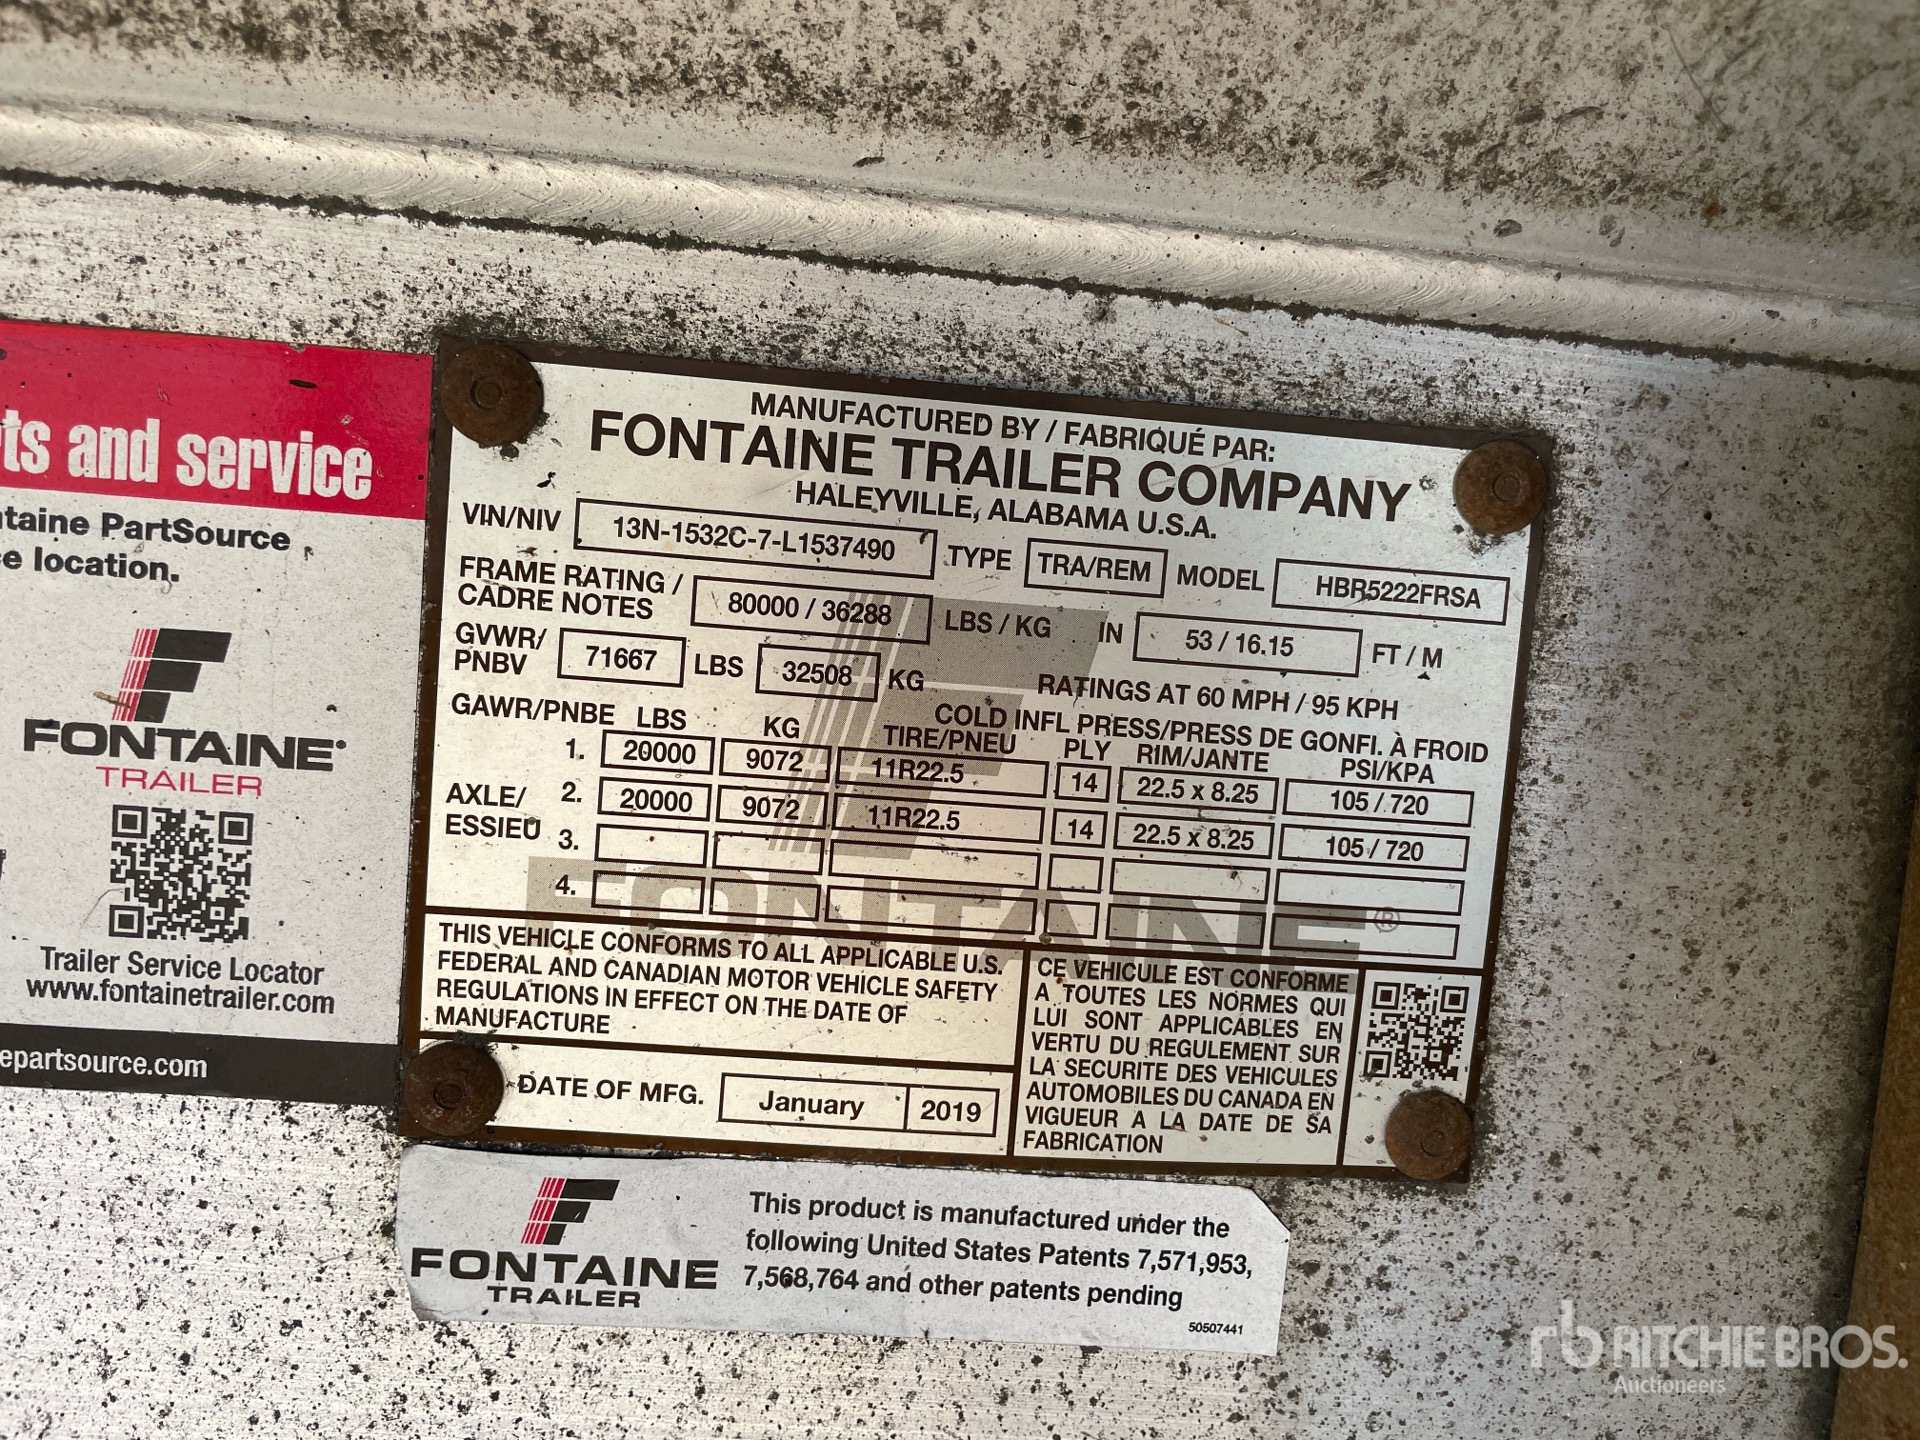 ts and service
taine PartSource
e location.
FONTAINE
TRAILER
Trailer Service Locator
www.fontainetrailer.com
epartsource.com
MANUFACTURED BY / FABRIQUÉ PAR:
FONTAINE TRAILER COMPANY
HALEYVILLE, ALABAMA U.S.A.
VIN/NIV 13N-1532C-7-L1537490 TYPE TRA/REM MODEL HBR5222FRSA
FRAME RATING / CADRE NOTES 80000 / 36288 LBS / KG IN 53 / 16.15 FT / M
GVWR/ PNBV 71667 LBS 32508 KG RATINGS AT 60 MPH / 95 KPH
COLD INFL PRESS/PRESS DE GONFI. À FROID
GAWR/PNBE LBS KG TIRE/PNEU PLY RIM/JANTE PSI/KPA
1. 20000 9072 11R22.5 14 22.5 x 8.25 105 / 720
AXLE/ ESSIEU
2. 20000 9072 11R22.5 14 22.5 x 8.25 105 / 720
3.
4.
FONTAINE ®
THIS VEHICLE CONFORMS TO ALL APPLICABLE U.S.
FEDERAL AND CANADIAN MOTOR VEHICLE SAFETY
REGULATIONS IN EFFECT ON THE DATE OF
MANUFACTURE
DATE OF MFG. January 2019
CE VEHICULE EST CONFORME
A TOUTES LES NORMES QUI
LUI SONT APPLICABLES EN
VERTU DU REGULEMENT SUR
LA SECURITE DES VEHICULES
AUTOMOBILES DU CANADA EN
VIGUEUR A LA DATE DE SA
FABRICATION
FONTAINE
TRAILER
This product is manufactured under the
following United States Patents 7,571,953,
7,568,764 and other patents pending
50507441
rb RITCHIE BROS.
Auctioneers